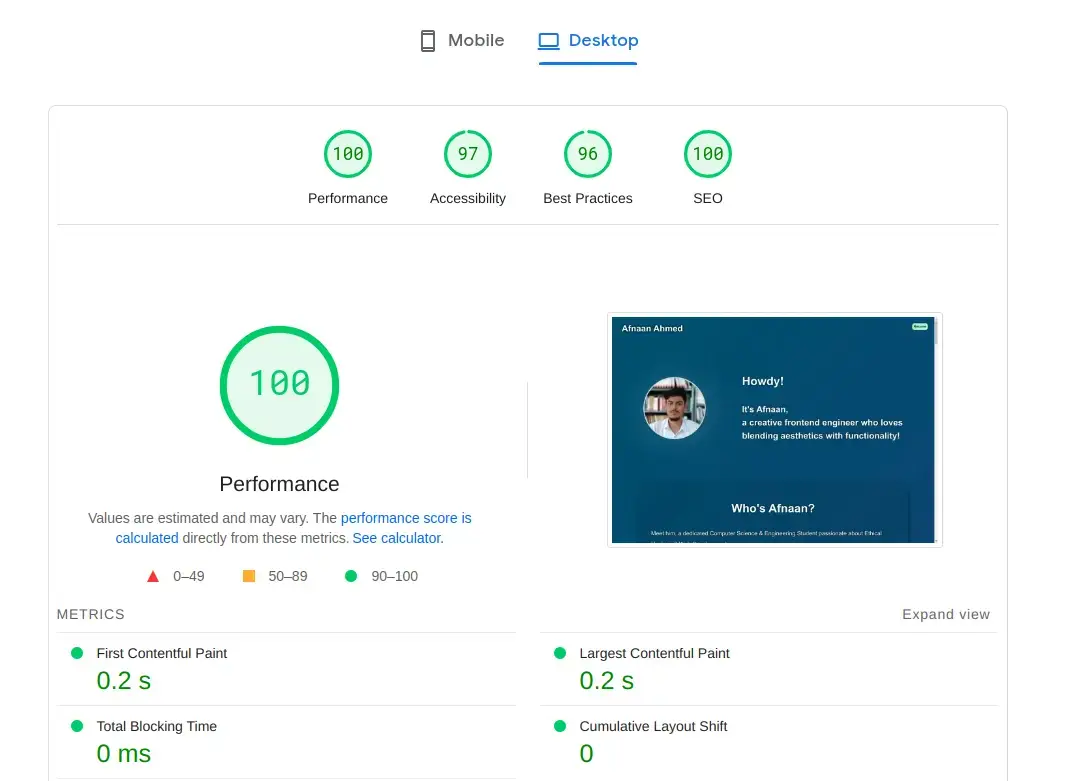 Mobile
Desktop
100
97
96
100
Performance
Accessibility
Best Practices
SEO
100
Performance
Values are estimated and may vary. The performance score is
calculated directly from these metrics. See calculator.
0–49
50–89
90–100
Afnaan Ahmed
Howdy!
It's Afnaan,
a creative frontend engineer who loves
blending aesthetics with functionality!
Who's Afnaan?
Meet him, a dedicated Computer Science & Engineering Student passionate about Ethical
METRICS
Expand view
First Contentful Paint
0.2 s
Largest Contentful Paint
0.2 s
Total Blocking Time
0 ms
Cumulative Layout Shift
0